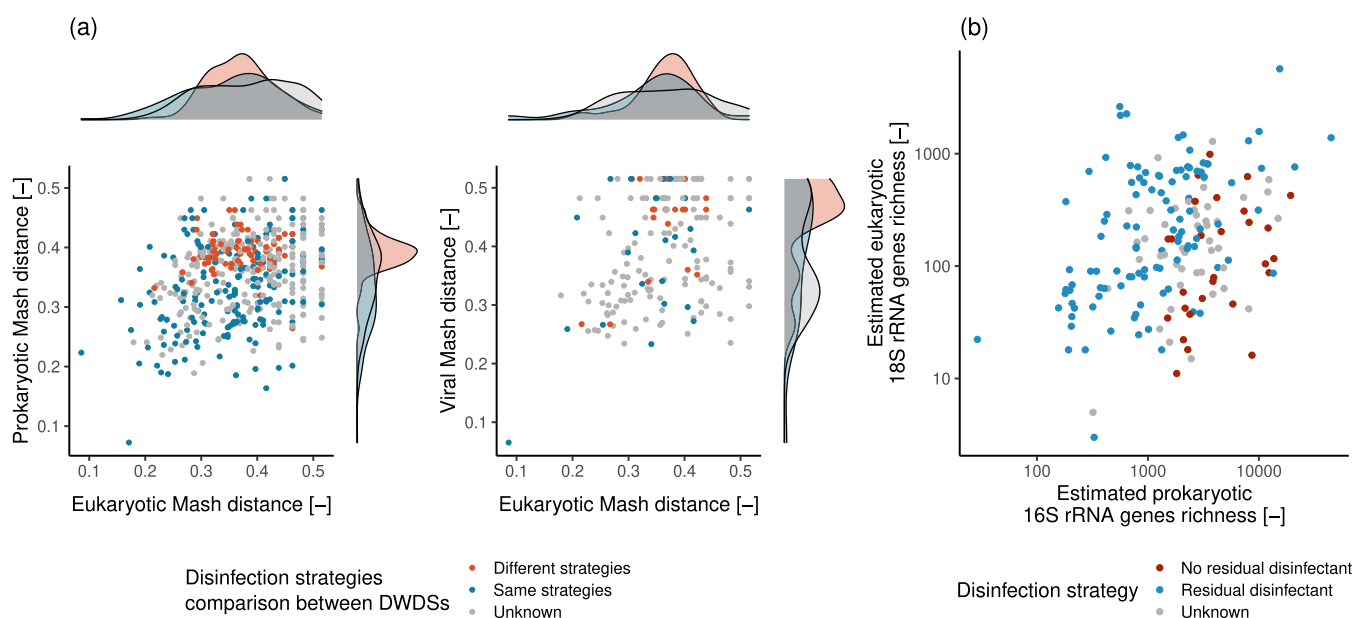 (a)
(b)
Prokaryotic Mash distance [–]
0.5
0.4
0.3
0.2
0.1
0.1
0.2
0.3
0.4
0.5
Eukaryotic Mash distance [–]
Viral Mash distance [–]
0.5
0.4
0.3
0.2
0.1
0.1
0.2
0.3
0.4
0.5
Eukaryotic Mash distance [–]
Estimated eukaryotic
18S rRNA genes richness [–]
1000
100
10
100
1000
10000
Estimated prokaryotic
16S rRNA genes richness [–]
Disinfection strategies
comparison between DWDSs
Different strategies
Same strategies
Unknown
Disinfection strategy
No residual disinfectant
Residual disinfectant
Unknown